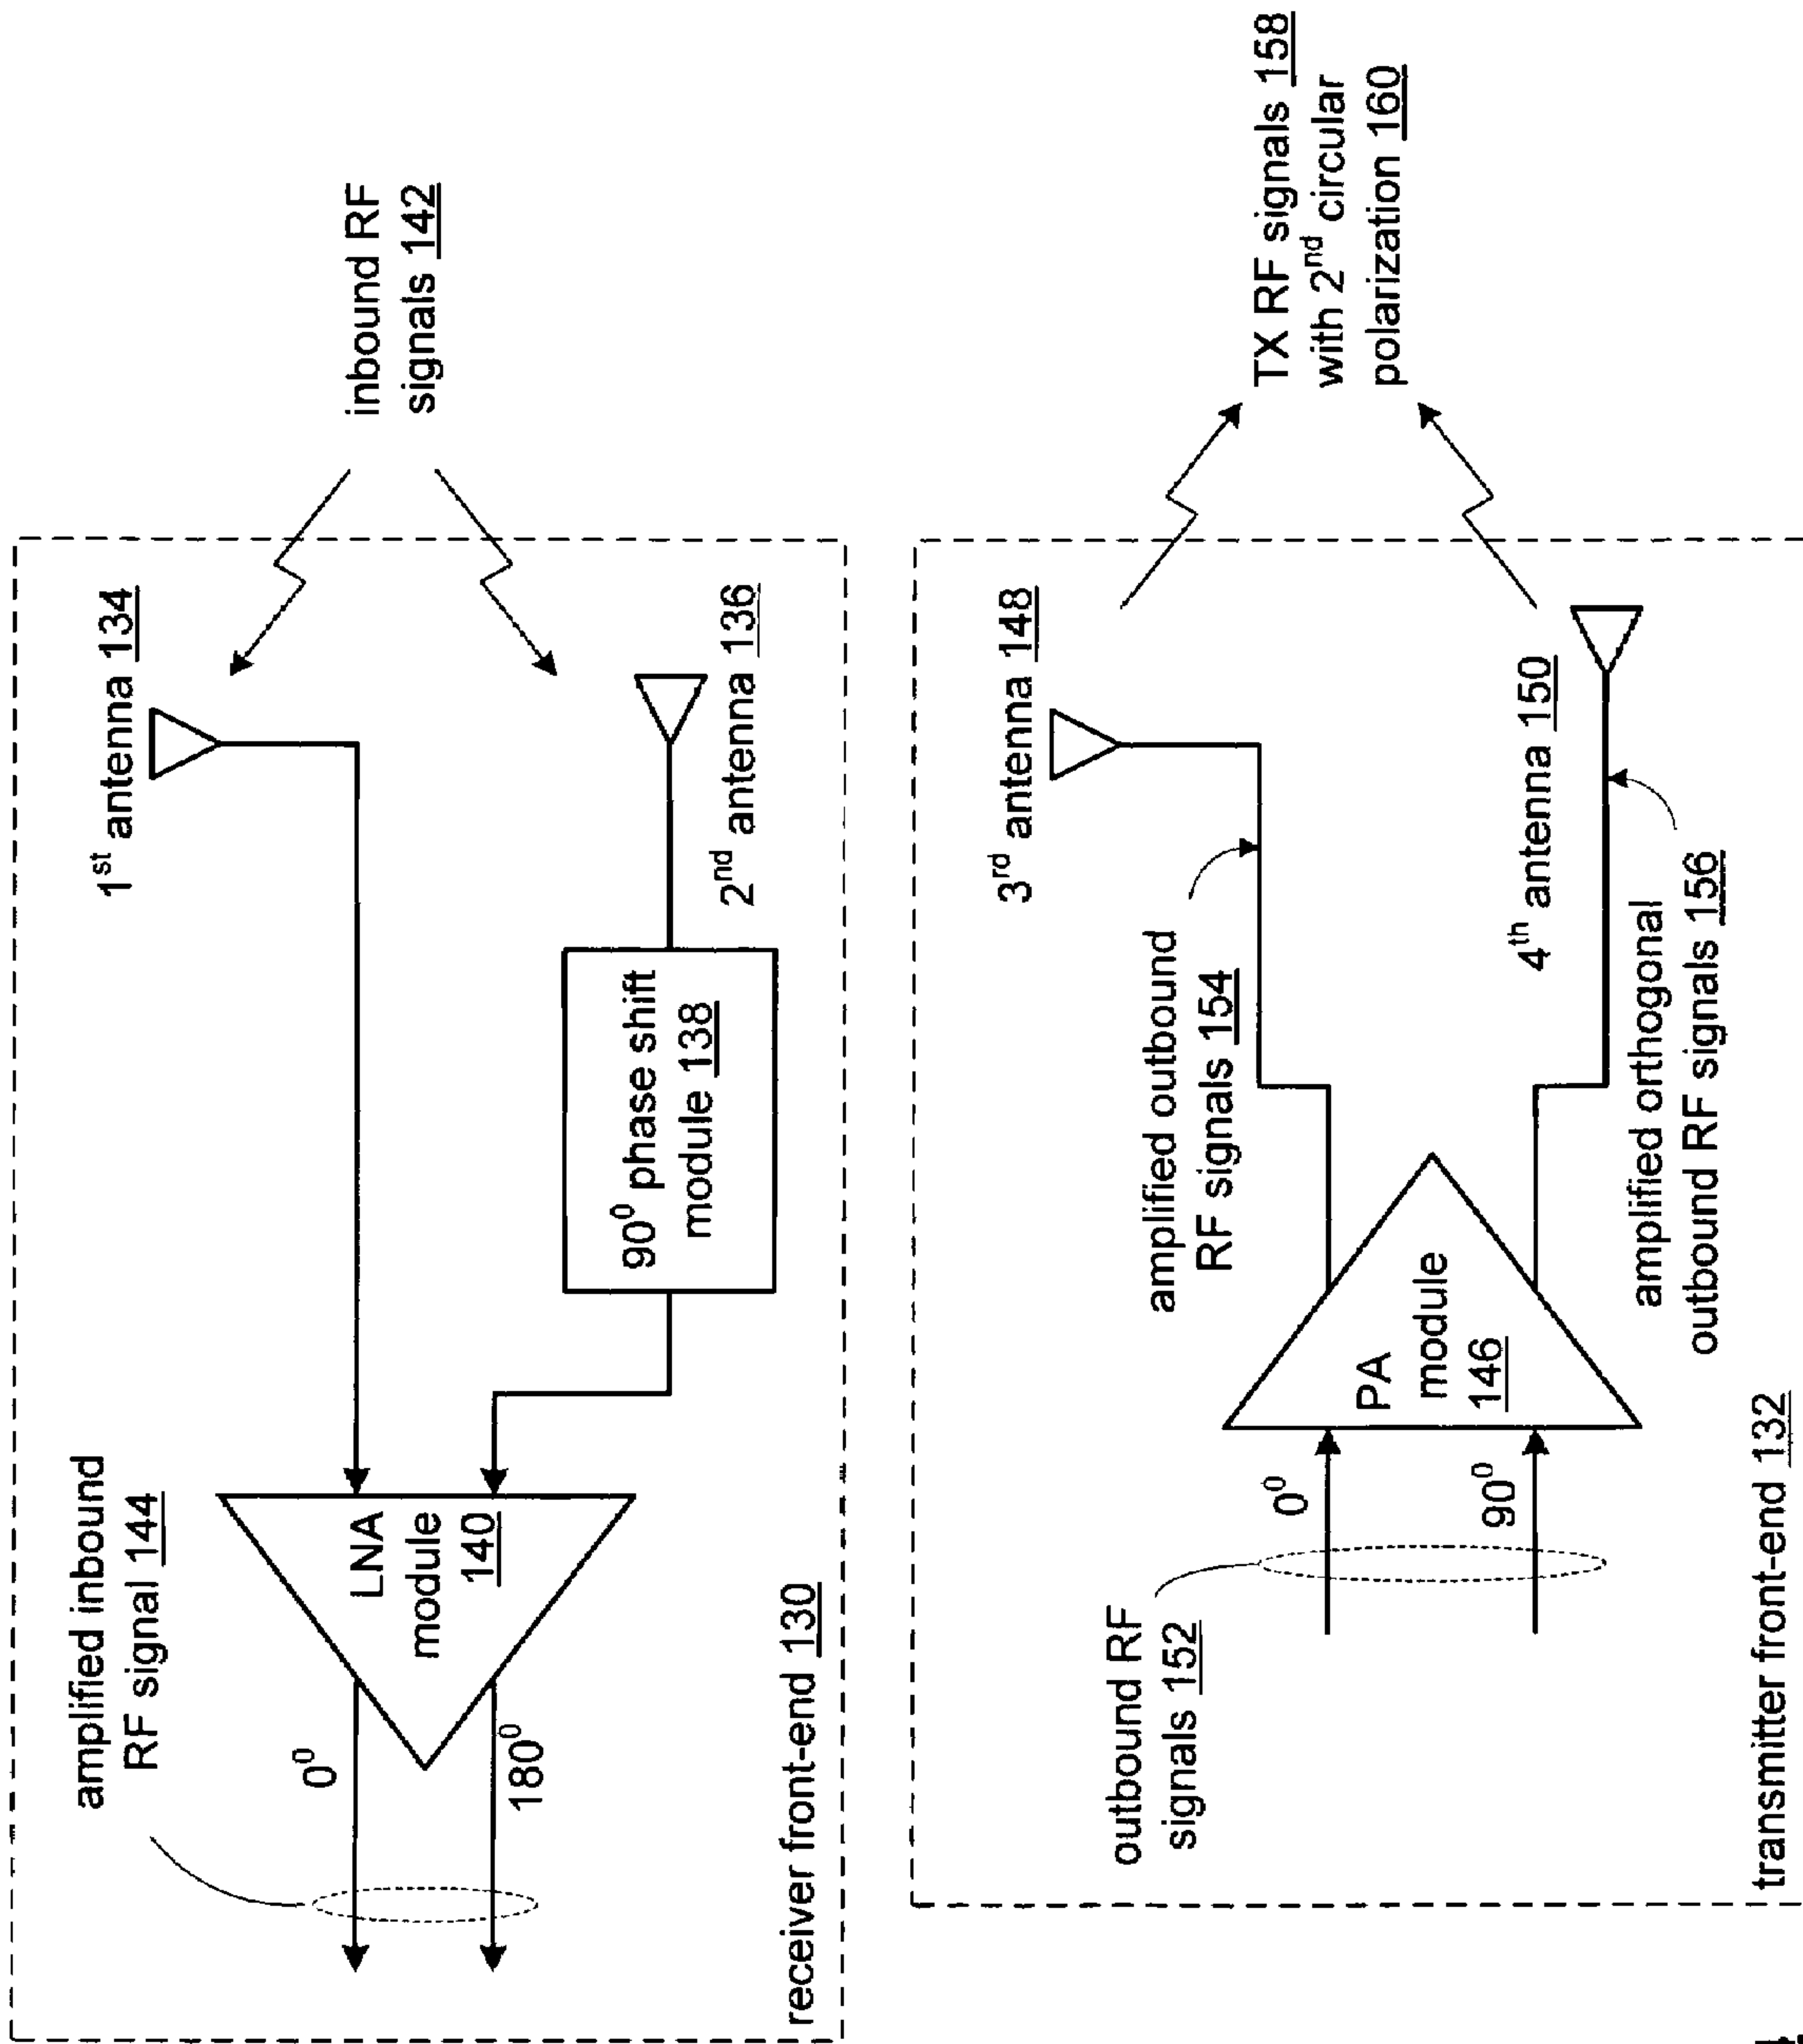 amplified inbound
RF signal 144
0⁰
180⁰
LNA
module
140
1ˢᵗ antenna 134
90⁰ phase shift
module 138
2ⁿᵈ antenna 136
inbound RF
signals 142
receiver front-end 130
outbound RF
signals 152
0⁰
90⁰
PA
module
146
amplified outbound
RF signals 154
3ʳᵈ antenna 148
4ᵗʰ antenna 150
amplified orthogonal
outbound RF signals 156
TX RF signals 158
with 2ⁿᵈ circular
polarization 160
transmitter front-end 132